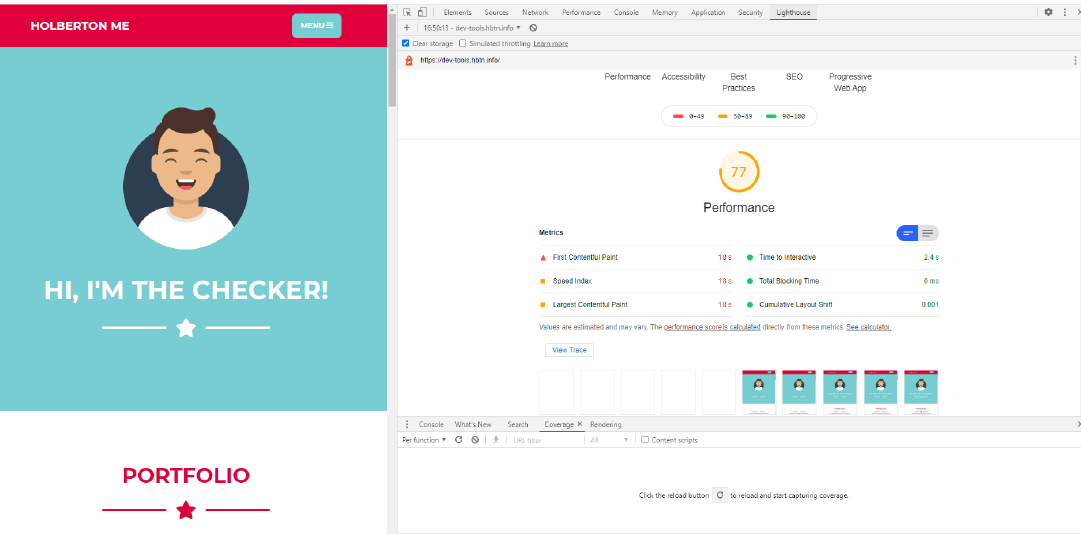 HOLBERTON ME
MENU
HI, I'M THE CHECKER!
PORTFOLIO
Elements Sources Network Performance Console Memory Application Security Lighthouse
16:50:13 - dev-tools.hbtn.info
Clear storage Simulated throttling Learn more
https://dev-tools.hbtn.info/
Performance Accessibility Best Practices SEO Progressive Web App
0-49 50-89 90-100
77
Performance
Metrics
First Contentful Paint 1.8 s
Time to Interactive 2.4 s
Speed Index 1.8 s
Total Blocking Time 0 ms
Largest Contentful Paint 1.8 s
Cumulative Layout Shift 0.001
Values are estimated and may vary. The performance score is calculated directly from these metrics. See calculator.
View Trace
Console What's New Search Coverage Rendering
Per function URL filter All Content scripts
Click the reload button to reload and start capturing coverage.